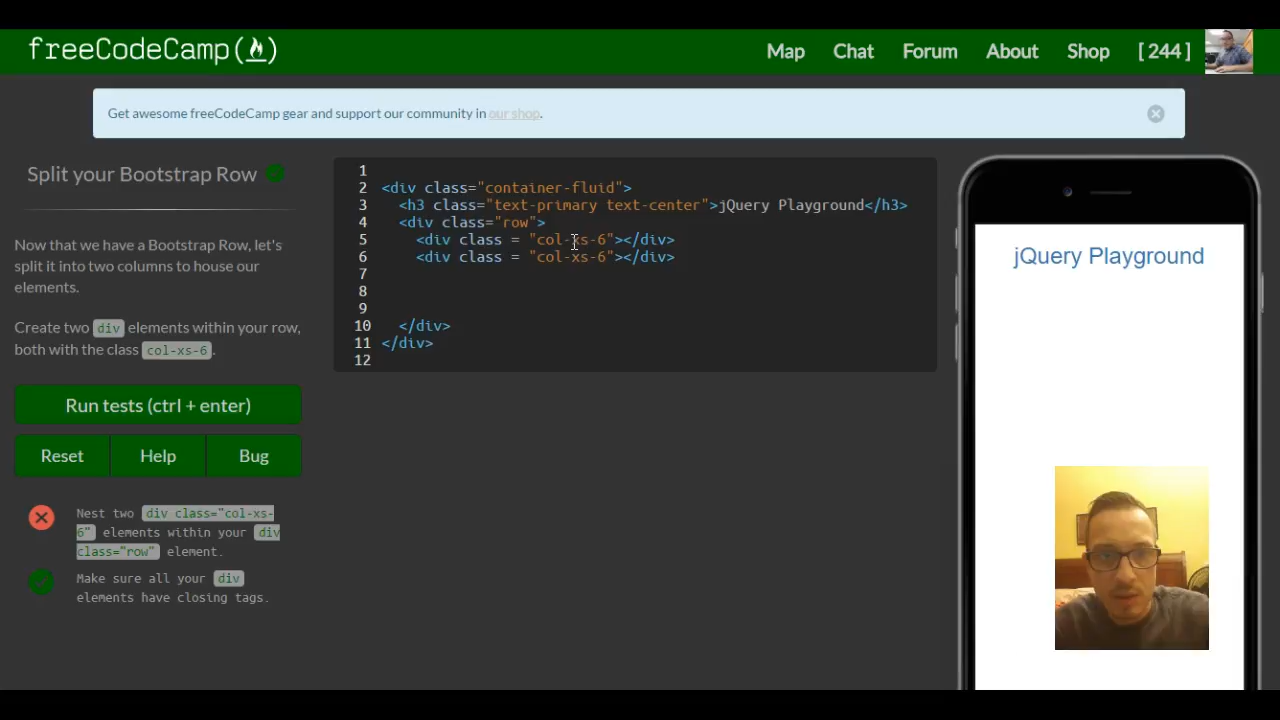 freeCodeCamp(🔥)
Map Chat Forum About Shop [ 244 ]
Get awesome freeCodeCamp gear and support our community in our shop.
Split your Bootstrap Row
Now that we have a Bootstrap Row, let's
split it into two columns to house our
elements.
Create two div elements within your row,
both with the class col-xs-6 .
Run tests (ctrl + enter)
Reset Help Bug
Nest two div class="col-xs-
6" elements within your div
class="row" element.
Make sure all your div
elements have closing tags.
1
2 <div class="container-fluid">
3 <h3 class="text-primary text-center">jQuery Playground</h3>
4 <div class="row">
5 <div class = "col-xs-6"></div>
6 <div class = "col-xs-6"></div>
7
8
9
10 </div>
11 </div>
12
jQuery Playground